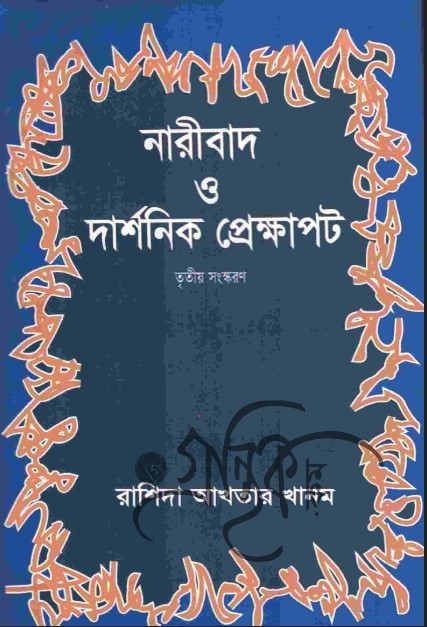 নারীবাদ
ও
দার্শনিক প্রেক্ষাপট
তৃতীয় সংস্করণ
রাশিদা আখতার খানম